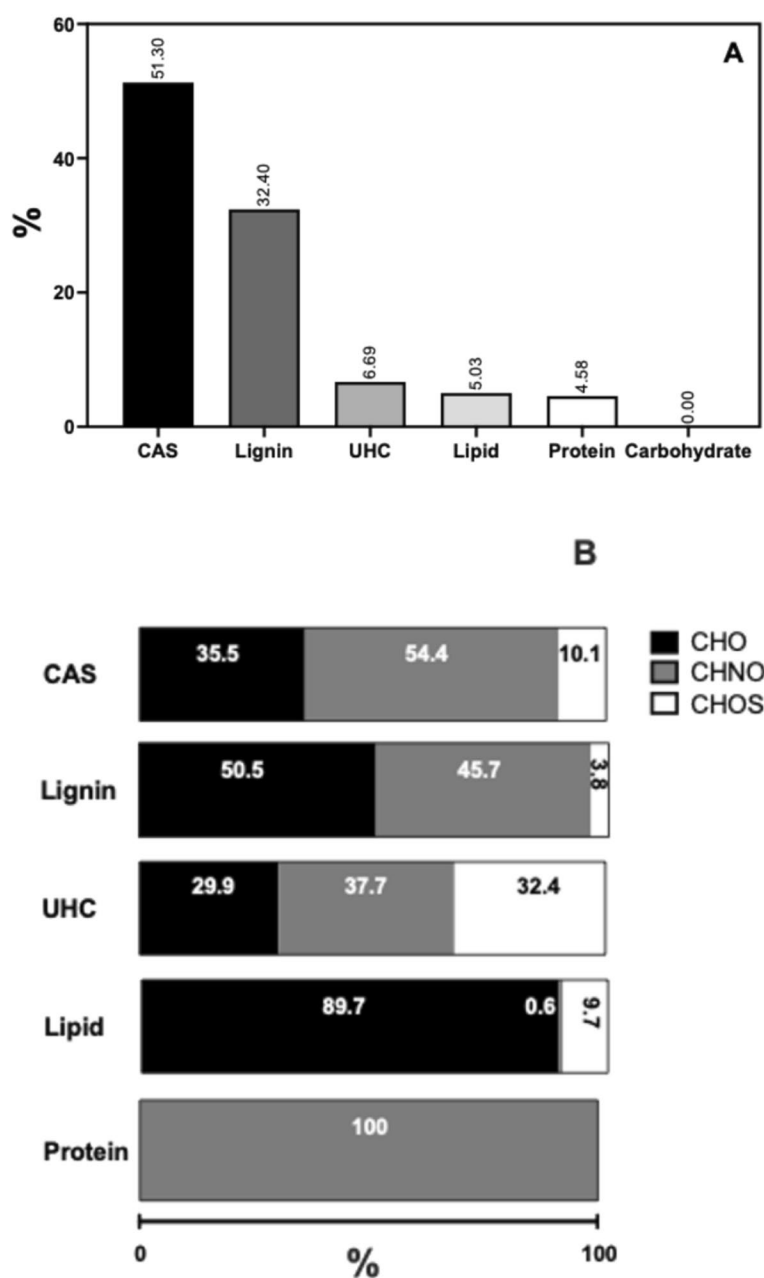 60
A
51.30
40
32.40
%
20
6.69
5.03
4.58
0.00
0
CAS Lignin UHC Lipid Protein Carbohydrate
B
CAS 35.5 54.4 10.1
CHO
CHNO
CHOS
Lignin 50.5 45.7 3.8
UHC 29.9 37.7 32.4
Lipid 89.7 0.6 9.7
Protein 100
0 % 100